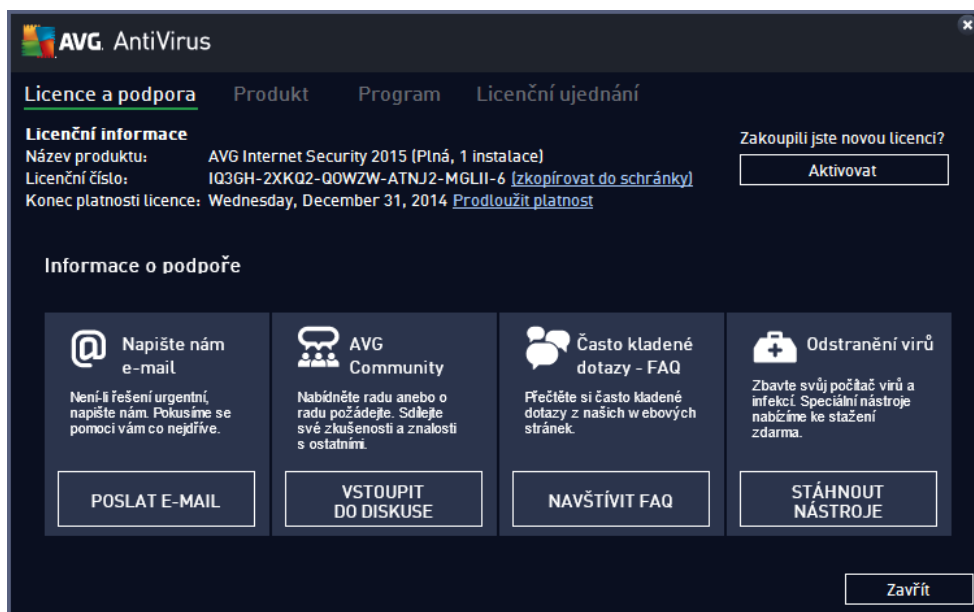 AVG. AntiVirus
Licence a podpora Produkt Program Licenční ujednání
Licenční informace
Název produktu: AVG Internet Security 2015 (Plná, 1 instalace)
Licenční číslo: IQ3GH-2XKQ2-QOWZW-ATNJ2-MGLII-6 (zkopírovat do schránky)
Konec platnosti licence: Wednesday, December 31, 2014 Prodloužit platnost
Zakoupili jste novou licenci?
Aktivovat
Informace o podpoře
Napište nám
e-mail
Není-li řešení urgentní,
napište nám. Pokusíme se
pomoci vám co nejdříve.
POSLAT E-MAIL
AVG
Community
Nabídněte radu anebo o
radu požádejte. Sdílejte
své zkušenosti a znalosti
s ostatními.
VSTOUPIT
DO DISKUSE
Často kladené
dotazy - FAQ
Přečtěte si často kladené
dotazy z našich webových
stránek.
NAVŠTÍVIT FAQ
Odstranění virů
Zbavte svůj počítač virů a
infekcí. Speciální nástroje
nabízíme ke stažení
zdarma.
STÁHNOUT
NÁSTROJE
Zavřít